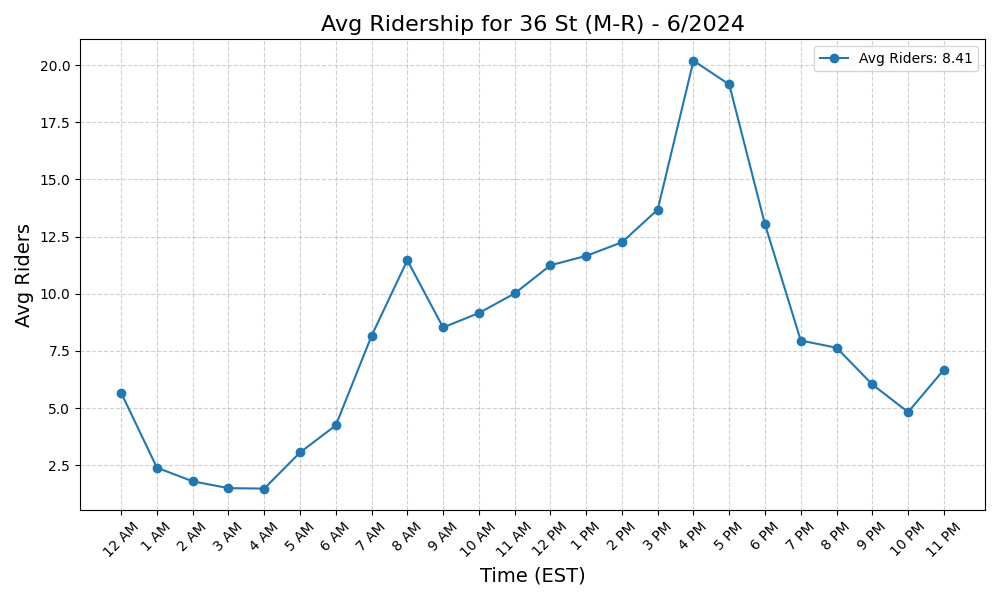 Avg Ridership for 36 St (M-R) - 6/2024
Avg Riders: 8.41
Avg Riders
20.0
17.5
15.0
12.5
10.0
7.5
5.0
2.5
12 AM
1 AM
2 AM
3 AM
4 AM
5 AM
6 AM
7 AM
8 AM
9 AM
10 AM
11 AM
12 PM
1 PM
2 PM
3 PM
4 PM
5 PM
6 PM
7 PM
8 PM
9 PM
10 PM
11 PM
Time (EST)